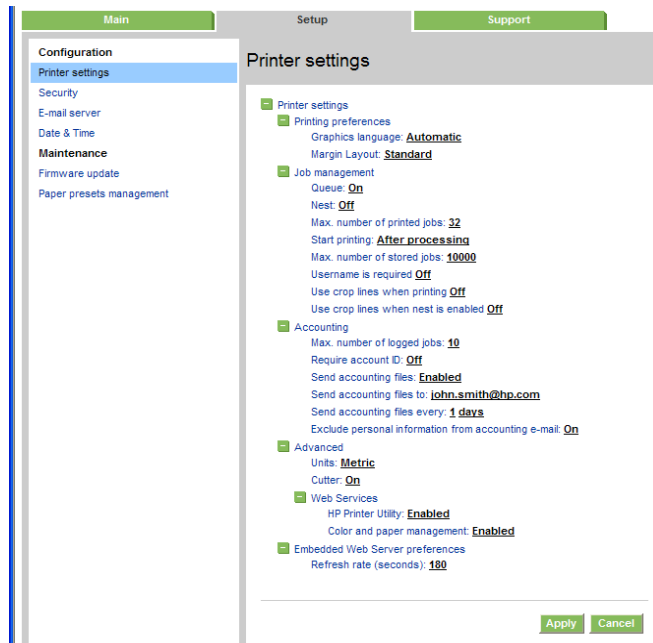 Main
Setup
Support
Configuration
Printer settings
Security
E-mail server
Date & Time
Maintenance
Firmware update
Paper presets management
Printer settings
Printer settings
Printing preferences
Graphics language: Automatic
Margin Layout: Standard
Job management
Queue: On
Nest: Off
Max. number of printed jobs: 32
Start printing: After processing
Max. number of stored jobs: 10000
Username is required Off
Use crop lines when printing Off
Use crop lines when nest is enabled Off
Accounting
Max. number of logged jobs: 10
Require account ID: Off
Send accounting files: Enabled
Send accounting files to: john.smith@hp.com
Send accounting files every: 1 days
Exclude personal information from accounting e-mail: On
Advanced
Units: Metric
Cutter: On
Web Services
HP Printer Utility: Enabled
Color and paper management: Enabled
Embedded Web Server preferences
Refresh rate (seconds): 180
Apply
Cancel